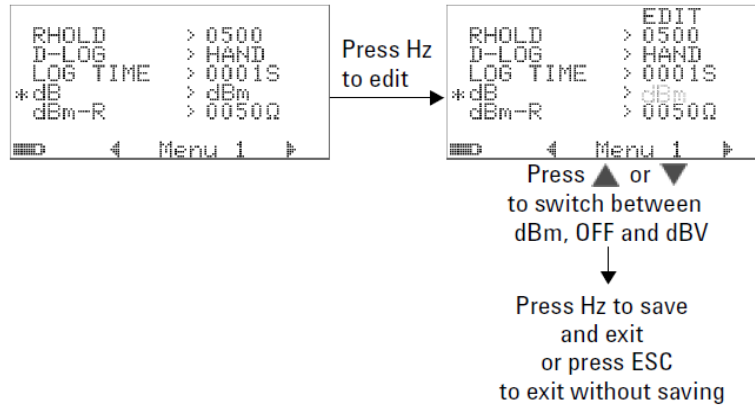 RHOLD > 0500
D-LOG > HAND
LOG TIME > 0001S
*dB > dBm
dBm-R > 0050Ω
Menu 1
Press Hz
to edit
EDIT
RHOLD > 0500
D-LOG > HAND
LOG TIME > 0001S
*dB > dBm
dBm-R > 0050Ω
Menu 1
Press ▲ or ▼
to switch between
dBm, OFF and dBV
Press Hz to save
and exit
or press ESC
to exit without saving